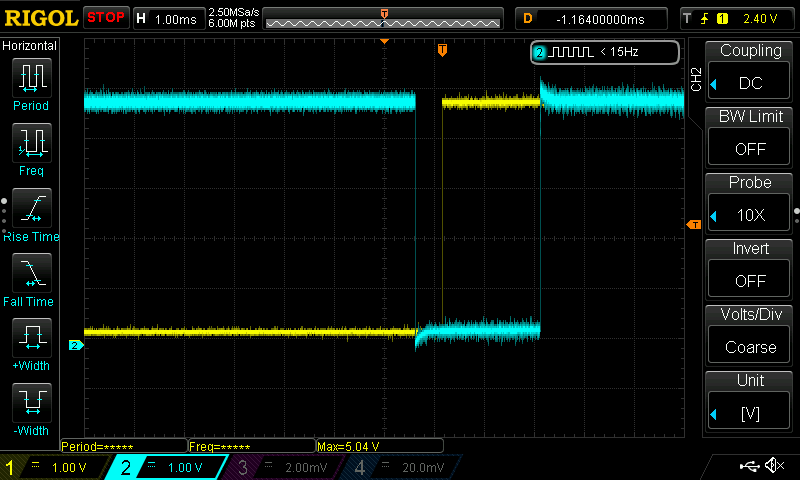 RIGOL STOP H 1.00ms 2.50MSa/s 6.00M pts D -1.16400000ms T 1 2.40 V
T
Horizontal
T
2 < 15Hz
Period
Freq
Rise Time
Fall Time
+Width
-Width
2
T
CH2
Coupling
DC
BW Limit
OFF
Probe
10X
Invert
OFF
Volts/Div
Coarse
Unit
[V]
Period=***** Freq=***** Max=5.04 V
1 1.00 V 2 1.00 V 3 2.00mV 4 20.0mV